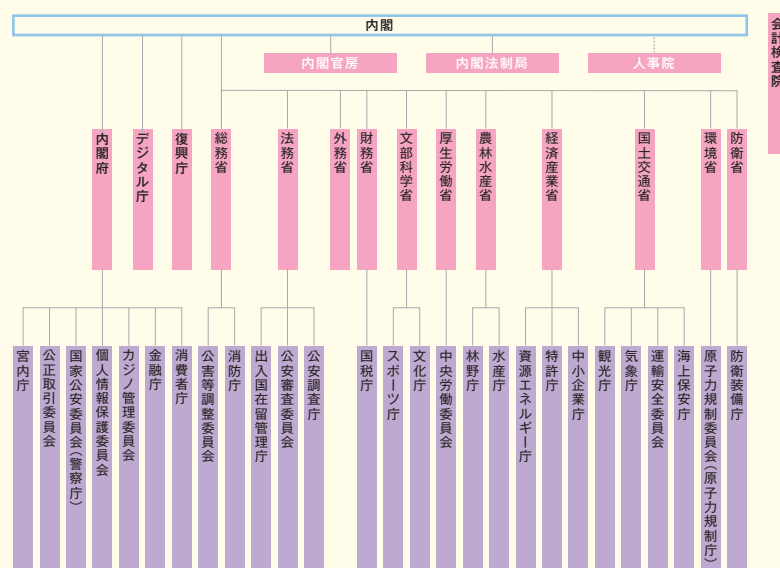 内閣
会計検査院
内閣官房
内閣法制局
人事院
内閣府
デジタル庁
復興庁
総務省
法務省
外務省
財務省
文部科学省
厚生労働省
農林水産省
経済産業省
国土交通省
環境省
防衛省
宮内庁
公正取引委員会
国家公安委員会（警察庁）
個人情報保護委員会
カジノ管理委員会
金融庁
消費者庁
公害等調整委員会
消防庁
出入国在留管理庁
公安審査委員会
公安調査庁
国税庁
スポーツ庁
文化庁
中央労働委員会
林野庁
水産庁
資源エネルギー庁
特許庁
中小企業庁
観光庁
気象庁
運輸安全委員会
海上保安庁
原子力規制委員会（原子力規制庁）
防衛装備庁